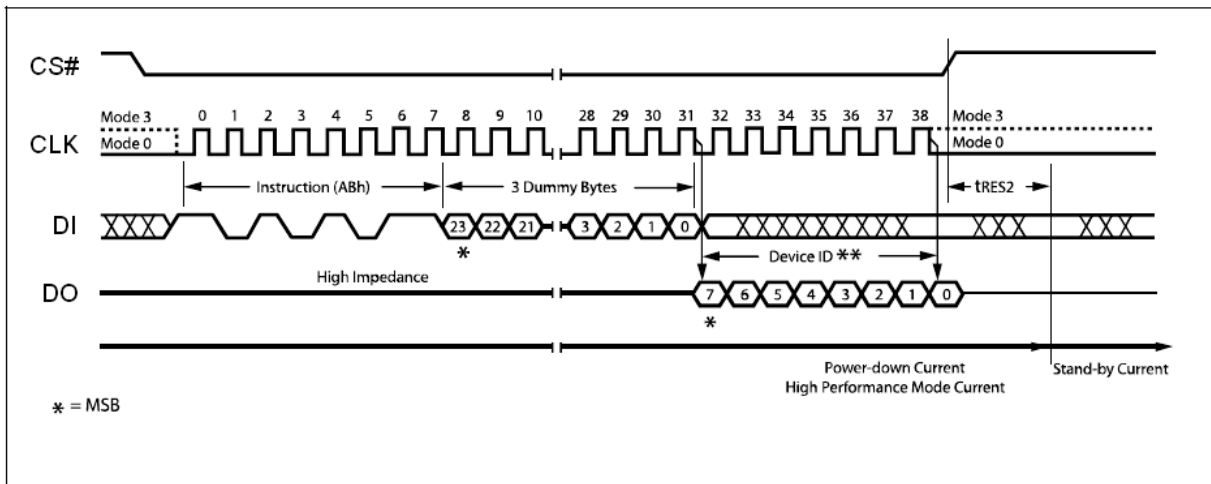 CS#
Mode 3 0 1 2 3 4 5 6 7 8 9 10 28 29 30 31 32 33 34 35 36 37 38 Mode 3
CLK Mode 0 Mode 0
Instruction (ABh) 3 Dummy Bytes tRES2
DI 23 22 21 3 2 1 0
* Device ID **
High Impedance
DO 7 6 5 4 3 2 1 0
*
Power-down Current Stand-by Current
High Performance Mode Current
* = MSB